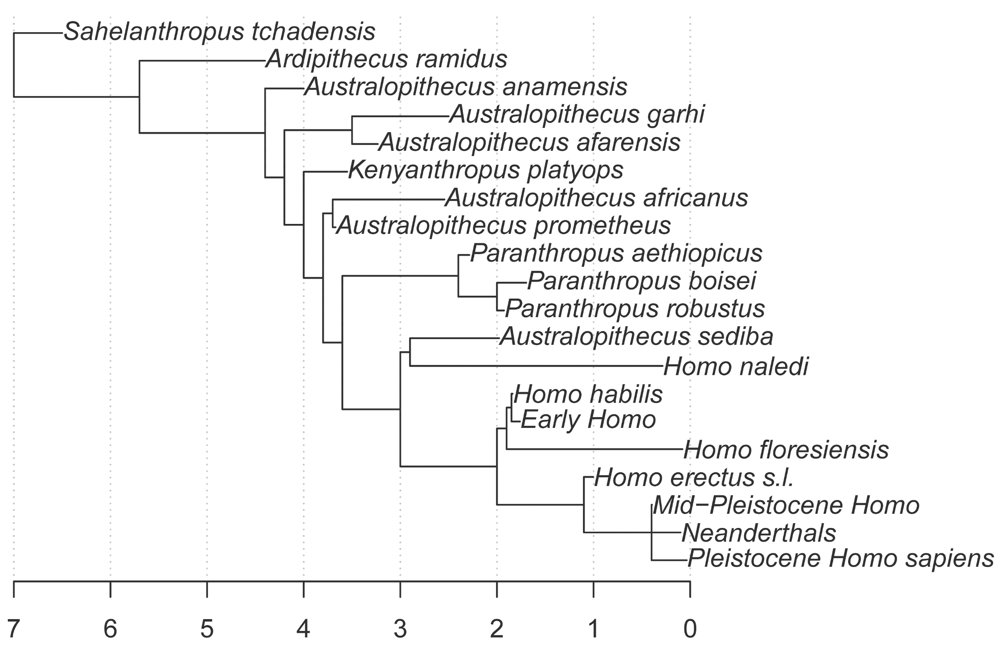 Sahelanthropus tchadensis
Ardipithecus ramidus
Australopithecus anamensis
Australopithecus garhi
Australopithecus afarensis
Kenyanthropus platyops
Australopithecus africanus
Australopithecus prometheus
Paranthropus aethiopicus
Paranthropus boisei
Paranthropus robustus
Australopithecus sediba
Homo naledi
Homo habilis
Early Homo
Homo floresiensis
Homo erectus s.l.
Mid−Pleistocene Homo
Neanderthals
Pleistocene Homo sapiens
7 6 5 4 3 2 1 0